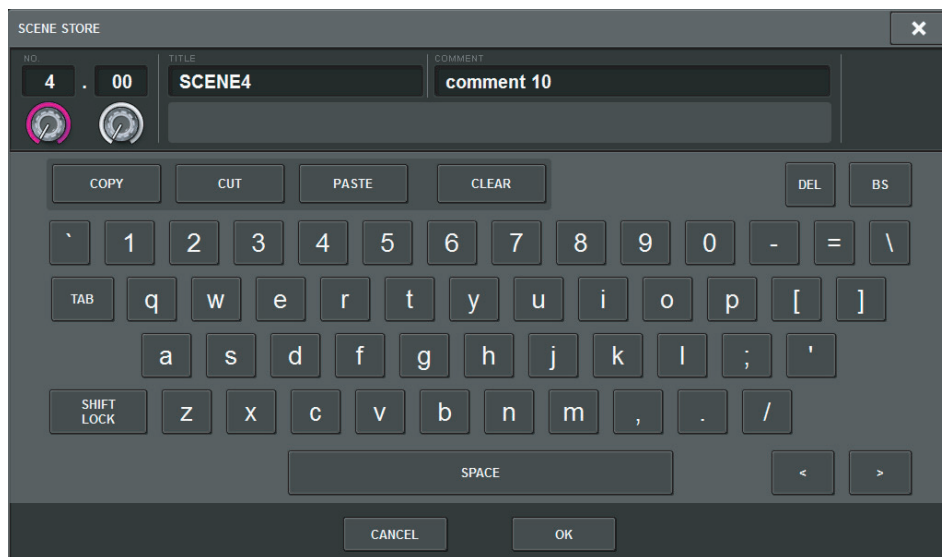 SCENE STORE
NO. TITLE COMMENT
4 . 00 SCENE4 comment 10
COPY CUT PASTE CLEAR DEL BS
` 1 2 3 4 5 6 7 8 9 0 - = \
TAB q w e r t y u i o p [ ]
a s d f g h j k l ; '
SHIFT
LOCK z x c v b n m , . /
SPACE < >
CANCEL OK